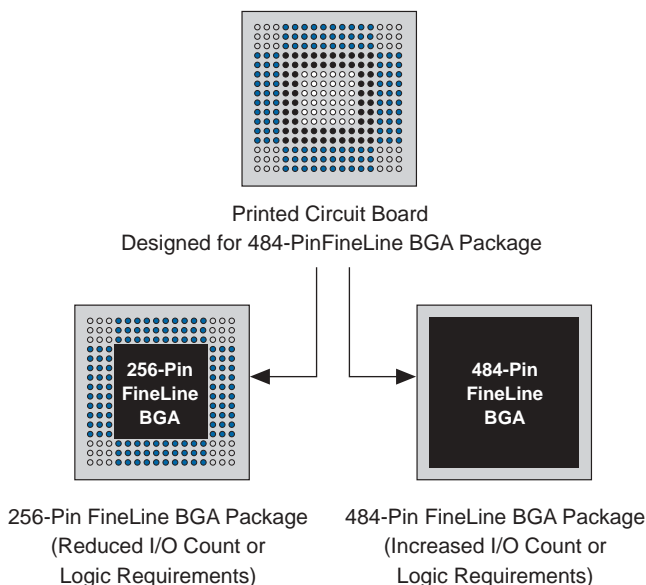 Printed Circuit Board
Designed for 484-PinFineLine BGA Package
256-Pin
FineLine
BGA
484-Pin
FineLine
BGA
256-Pin FineLine BGA Package
(Reduced I/O Count or
Logic Requirements)
484-Pin FineLine BGA Package
(Increased I/O Count or
Logic Requirements)